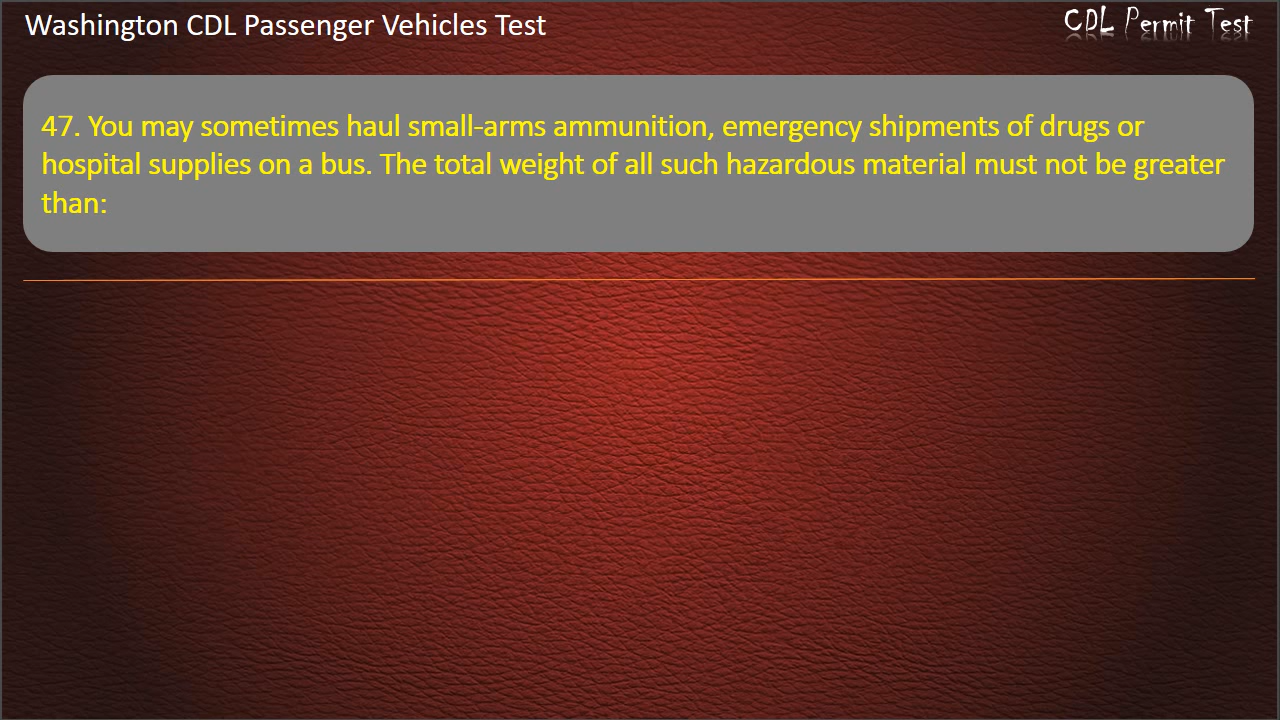 Washington CDL Passenger Vehicles Test
CDL Permit Test
47. You may sometimes haul small-arms ammunition, emergency shipments of drugs or
hospital supplies on a bus. The total weight of all such hazardous material must not be greater
than: